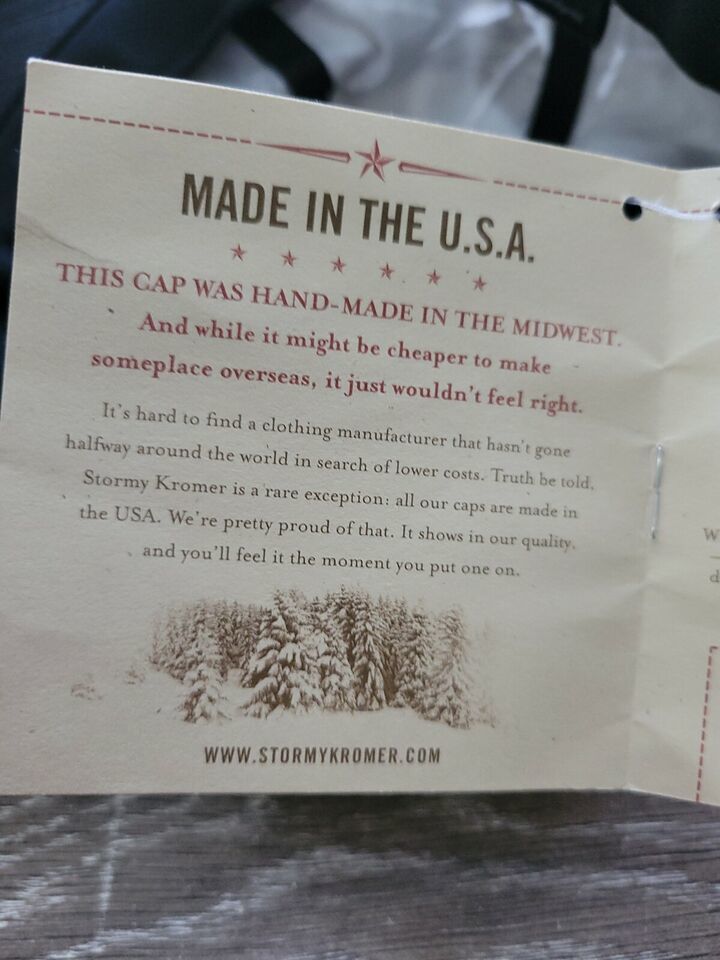 MADE IN THE U.S.A.
THIS CAP WAS HAND-MADE IN THE MIDWEST.
And while it might be cheaper to make
someplace overseas, it just wouldn't feel right.
It's hard to find a clothing manufacturer that hasn't gone
halfway around the world in search of lower costs. Truth be told,
Stormy Kromer is a rare exception: all our caps are made in
the USA. We're pretty proud of that. It shows in our quality,
and you'll feel it the moment you put one on.
WWW.STORMYKROMER.COM